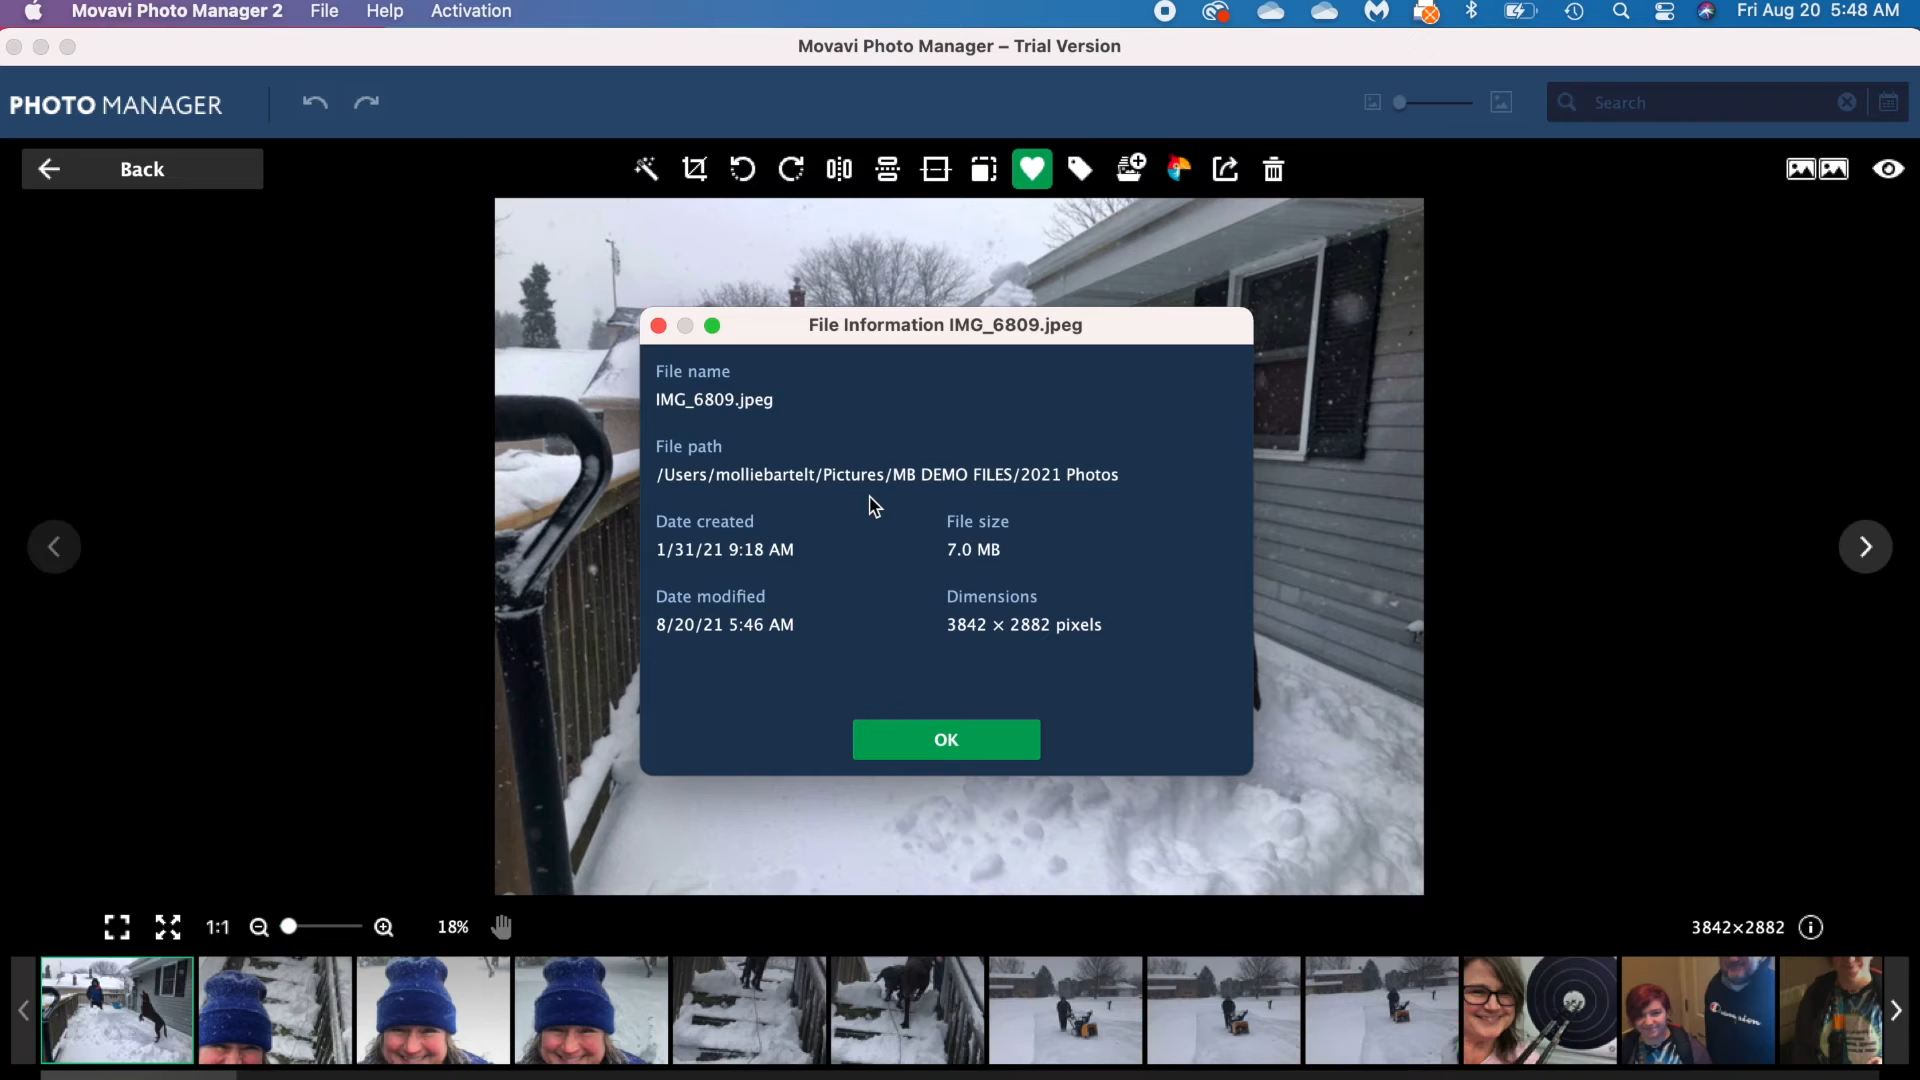 Movavi Photo Manager 2 File Help Activation Fri Aug 20 5:48 AM
Movavi Photo Manager – Trial Version
PHOTO MANAGER Search
Back
File Information IMG_6809.jpeg
File name
IMG_6809.jpeg
File path
/Users/molliebartelt/Pictures/MB DEMO FILES/2021 Photos
Date created File size
1/31/21 9:18 AM 7.0 MB
Date modified Dimensions
8/20/21 5:46 AM 3842 × 2882 pixels
OK
1:1 18% 3842×2882
Champion